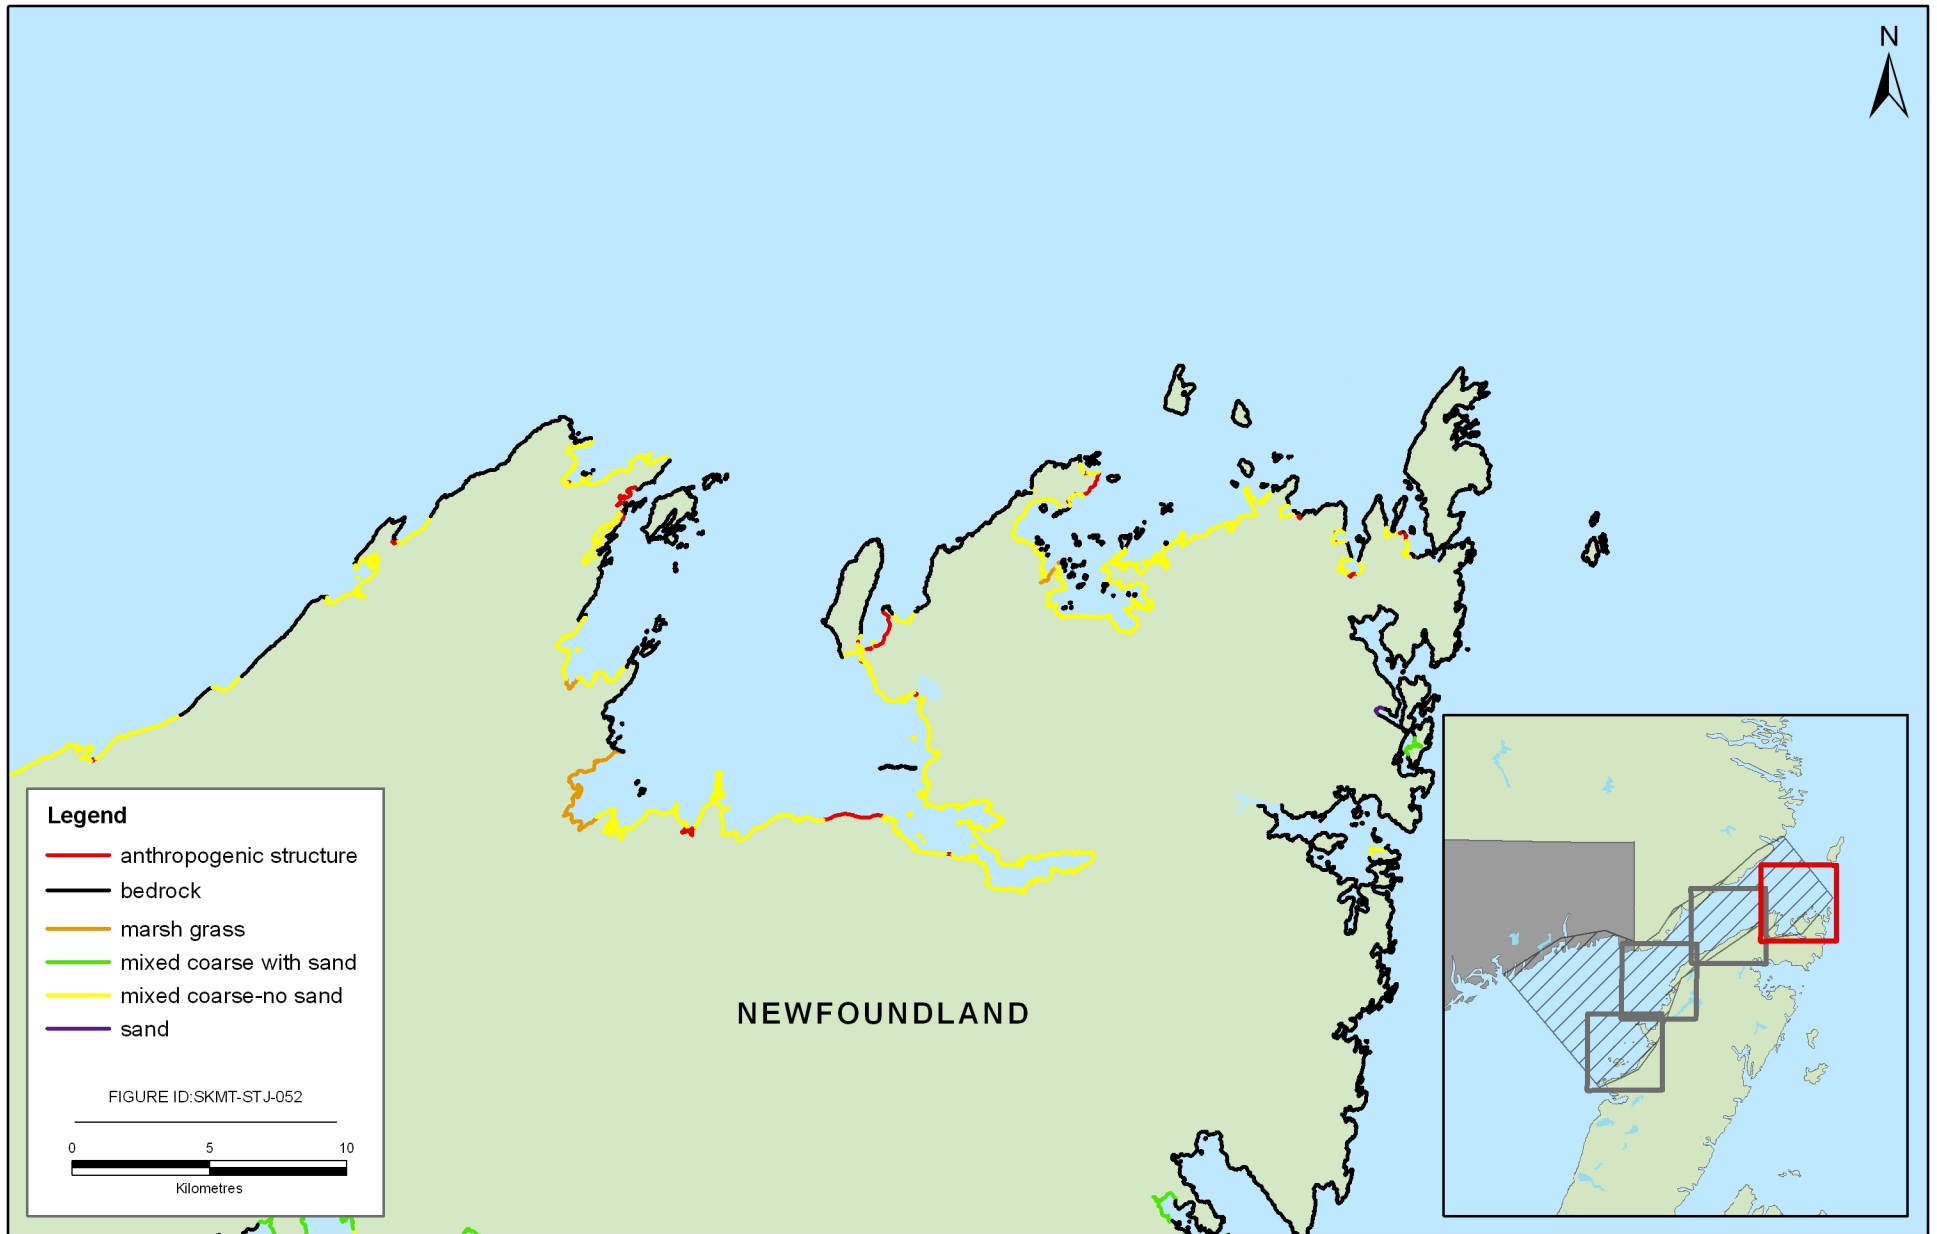 N
Legend
anthropogenic structure
bedrock
marsh grass
mixed coarse with sand
mixed coarse-no sand
sand
FIGURE ID:SKMT-STJ-052
0 5 10
Kilometres
NEWFOUNDLAND